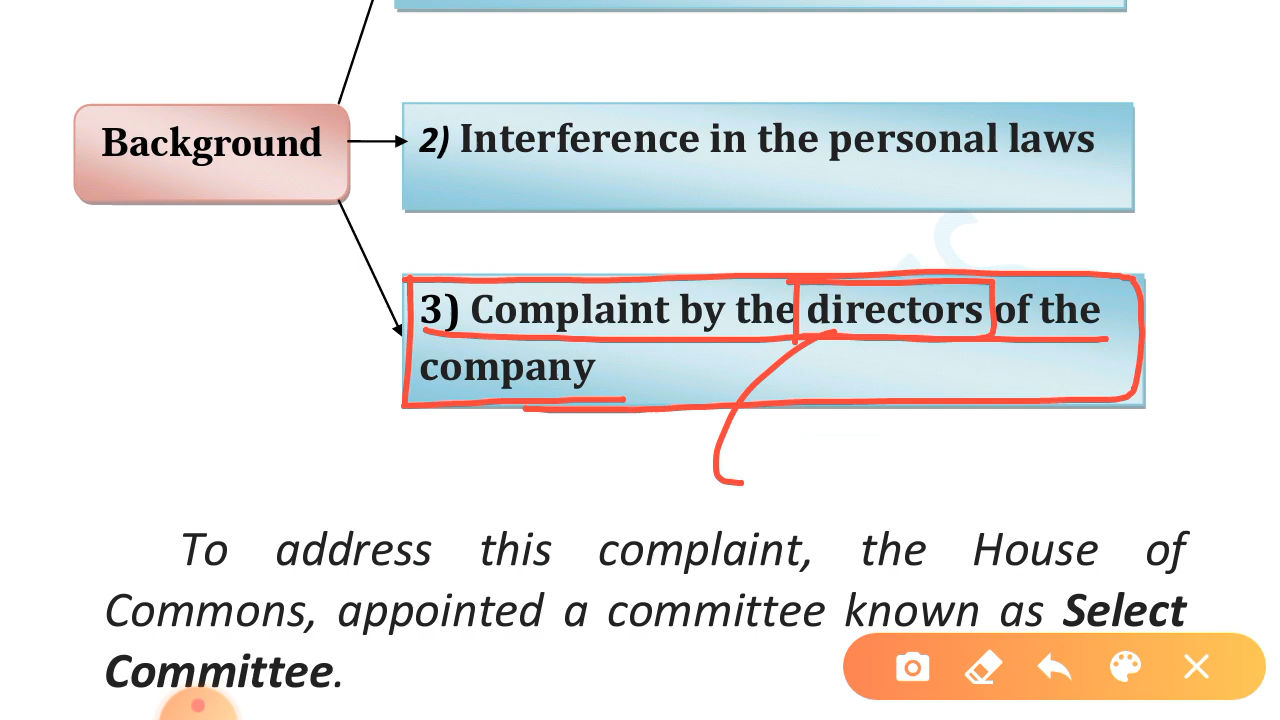 Background
2) Interference in the personal laws
3) Complaint by the directors of the
company
To address this complaint, the House of
Commons, appointed a committee known as Select
Committee.